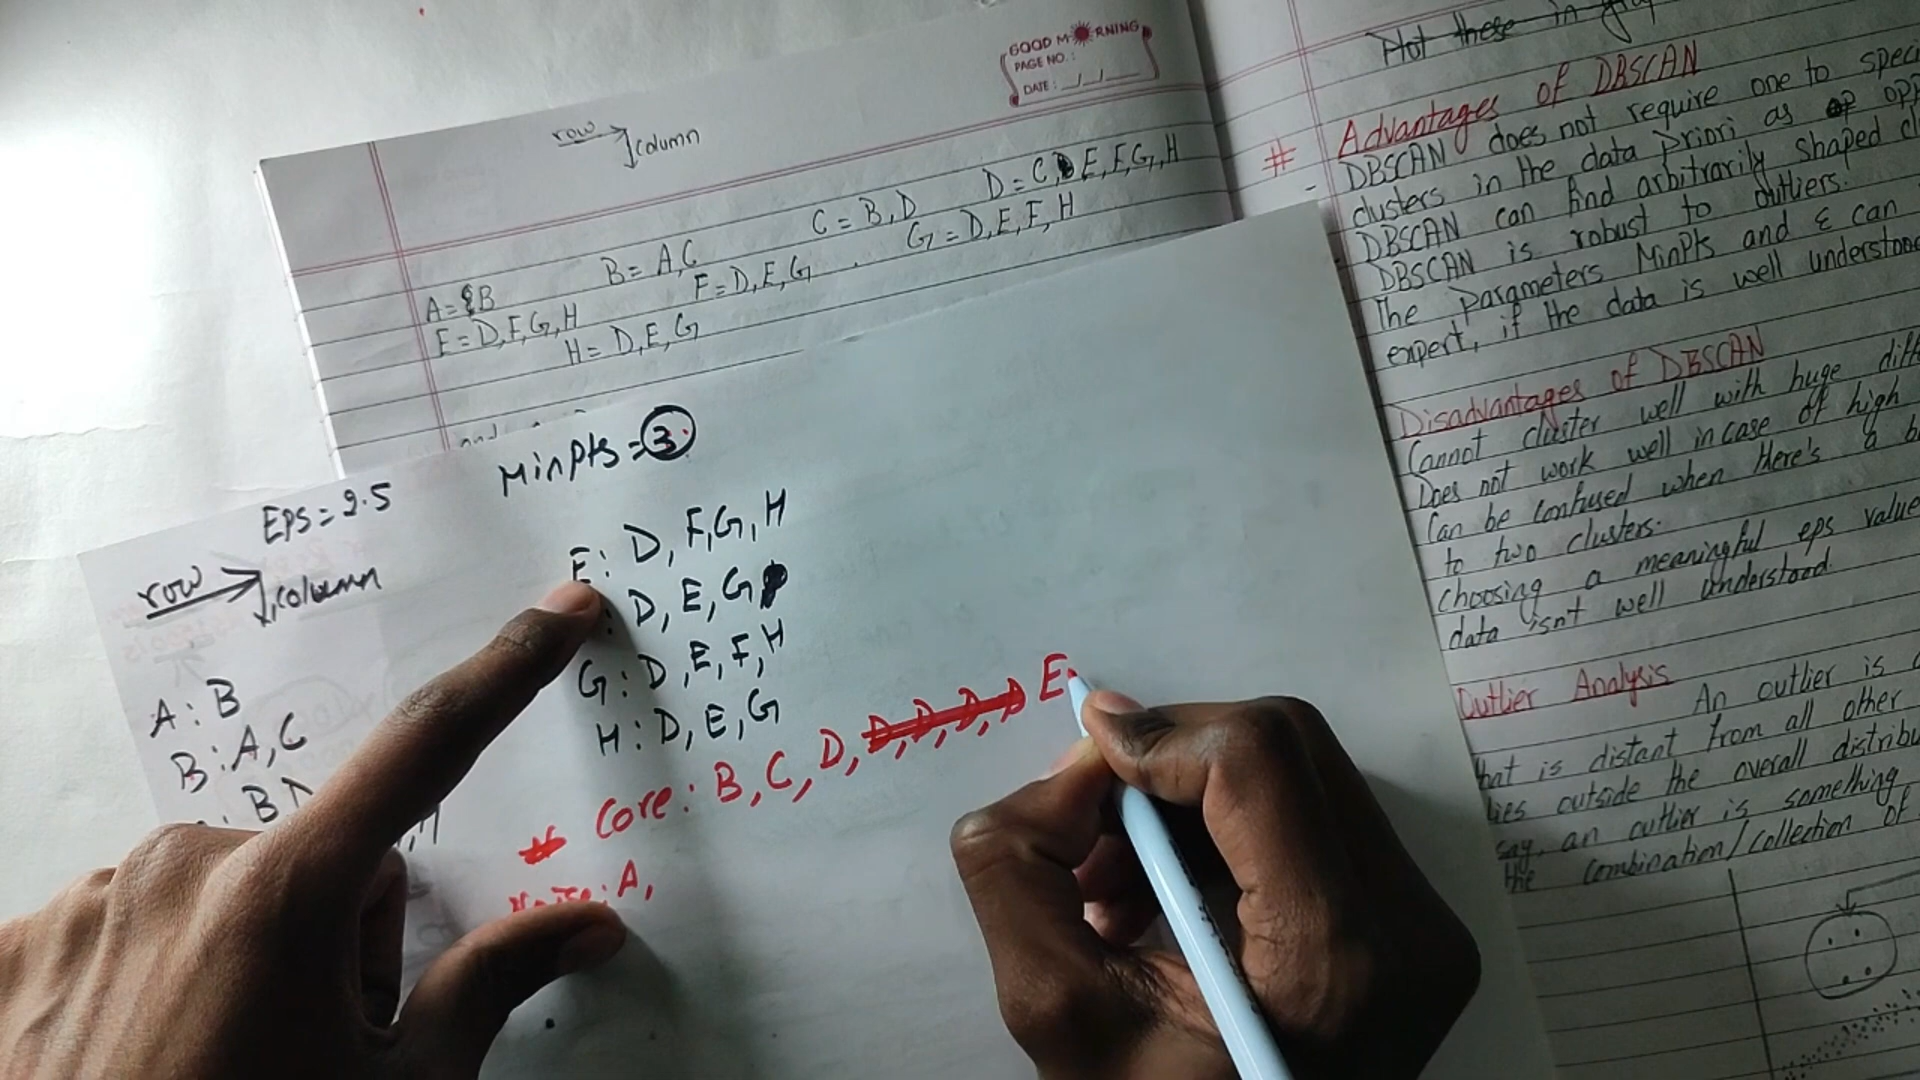 GOOD MORNING
PAGE NO.:
DATE:
row
column
A = B
B = A, C
C = B, D
D = C, E, F, G, H
E = D, F, G, H
F = D, E, G
G = D, E, F, H
H = D, E, G
EPS = 2.5
MinPts = 3
row
column
A : B
B : A, C
: B D
H
E : D, F, G, H
: D, E, G
G : D, E, F, H
H : D, E, G
* Core : B, C, D, D, D, D, D E,
Noise : A,
Plot these in
# Advantages of DBSCAN
- DBSCAN does not require one to
clusters in the data priori as
DBSCAN can find arbitrarily shaped
DBSCAN is robust to outliers.
The parameters MinPts and ε can
expert, if the data is well
Disadvantages of DBSCAN
Cannot cluster well with huge
Does not work well in case of high
Can be confused when there's a
to two clusters.
choosing a meaningful eps
data isn't well understood.
Outlier Analysis
An outlier is
that is distant from all other
lies outside the overall
say, an outlier is something
the combination/collection of